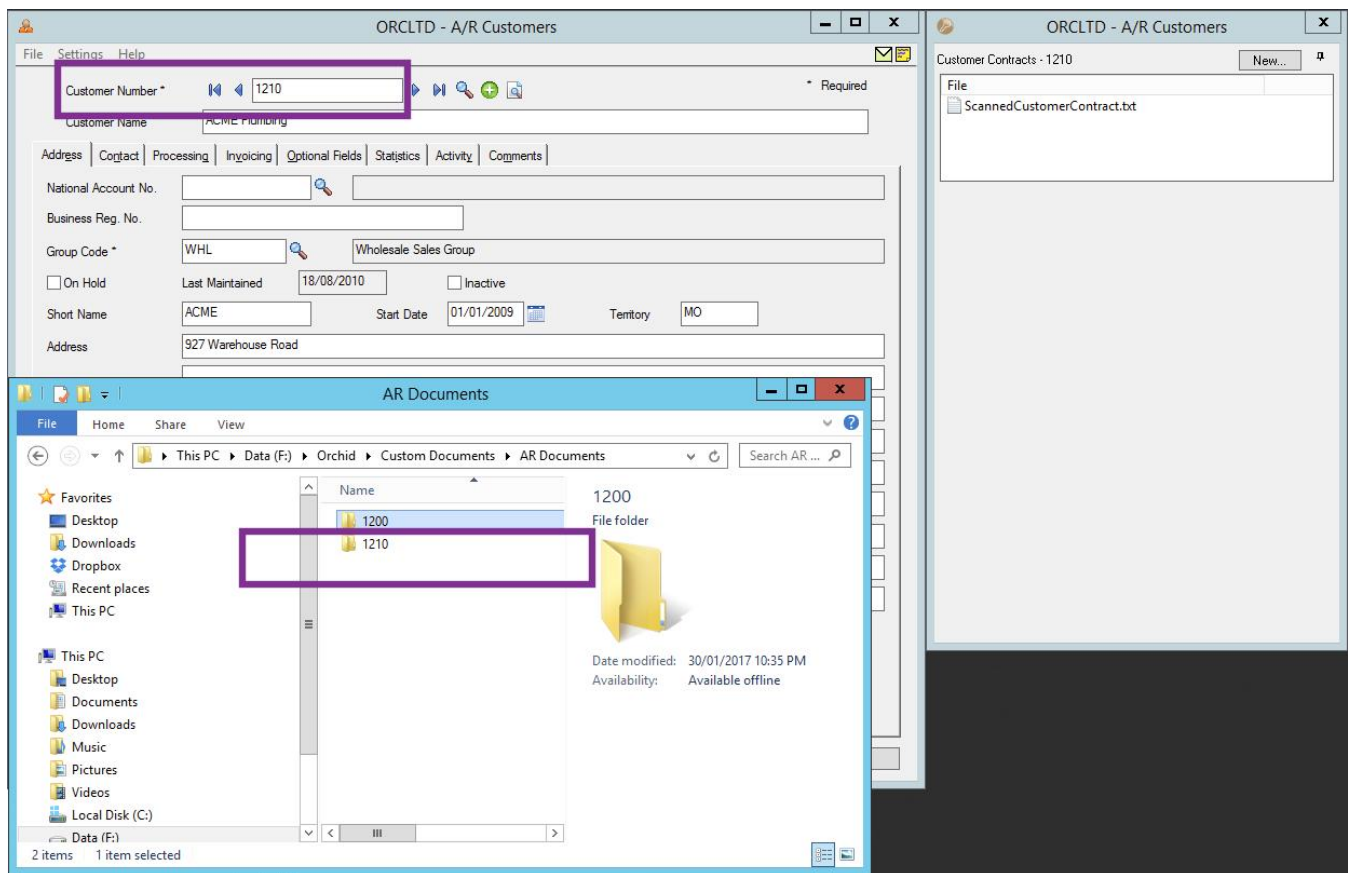 ORCLTD - A/R Customers
File Settings Help
Customer Number *
1210
* Required
Customer Name
ACME Plumbing
Address Contact Processing Invoicing Optional Fields Statistics Activity Comments
National Account No.
Business Reg. No.
Group Code *
WHL
Wholesale Sales Group
On Hold
Last Maintained
18/08/2010
Inactive
Short Name
ACME
Start Date
01/01/2009
Territory
MO
Address
927 Warehouse Road
ORCLTD - A/R Customers
Customer Contracts - 1210
New...
File
ScannedCustomerContract.txt
AR Documents
File Home Share View
This PC Data (F:) Orchid Custom Documents AR Documents
Search AR ...
Favorites
Desktop
Downloads
Dropbox
Recent places
This PC
This PC
Desktop
Documents
Downloads
Music
Pictures
Videos
Local Disk (C:)
Data (F:)
Name
1200
1210
1200
File folder
Date modified: 30/01/2017 10:35 PM
Availability: Available offline
2 items 1 item selected